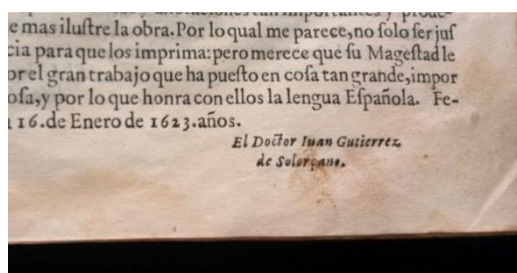 e mas iluſtre la obra. Por lo qual me parece, no ſolo ſer juſ
cia para que los imprima: pero merece que ſu Mageſtad le
or el gran trabajo que ha pueſto en coſa tan grande, impor
oſa, y por lo que honra con ellos la lengua Eſpañola. Fe-
16. de Enero de 1623. años.
El Doctor Iuan Gutierrez
de Solorçano.